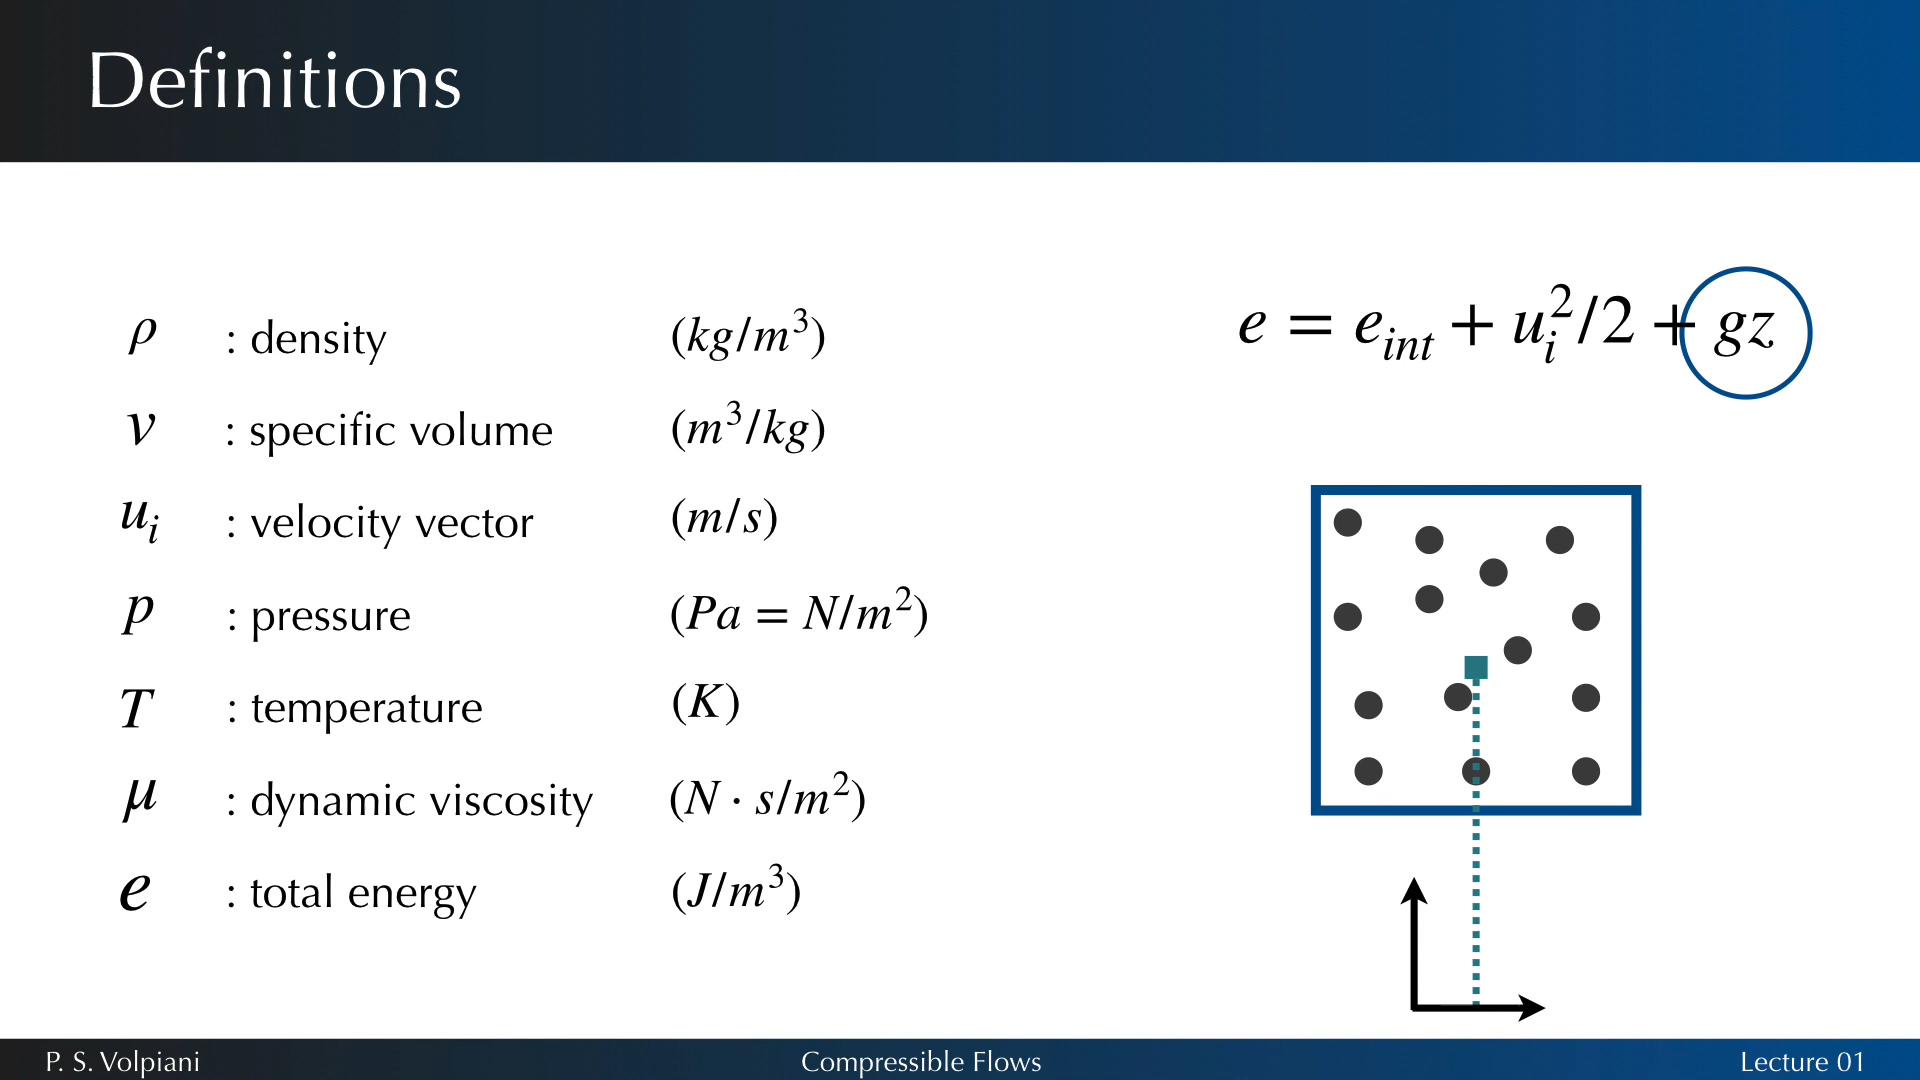 Definitions
ρ : density (kg/m³)
v : specific volume (m³/kg)
uᵢ : velocity vector (m/s)
p : pressure (Pa = N/m²)
T : temperature (K)
μ : dynamic viscosity (N · s/m²)
e : total energy (J/m³)
e = e_int + u_i²/2 + gz
P. S. Volpiani Compressible Flows Lecture 01